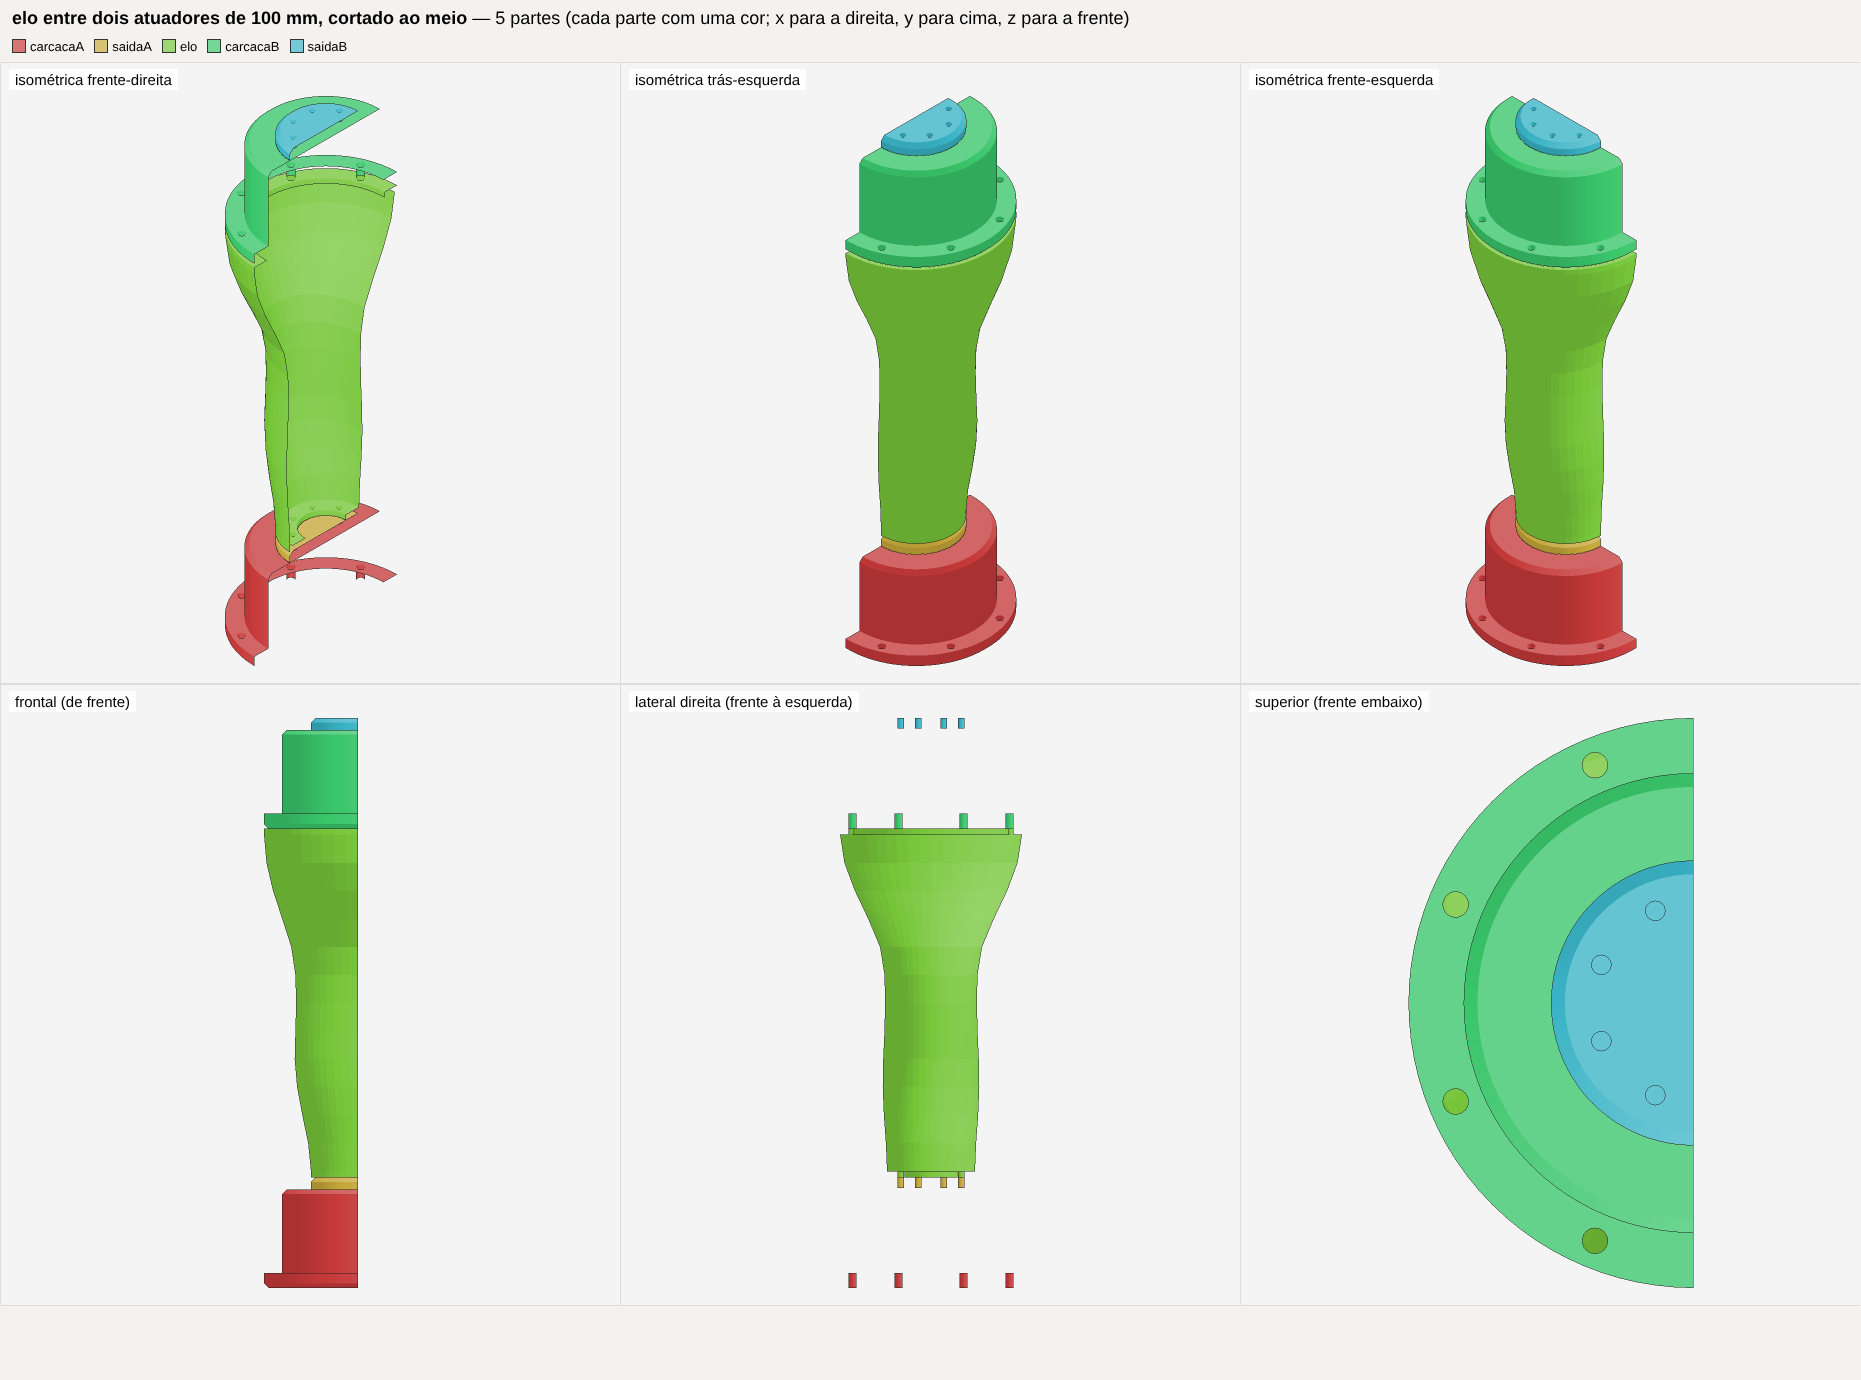 elo entre dois atuadores de 100 mm, cortado ao meio — 5 partes (cada parte com uma cor; x para a direita, y para cima, z para a frente)
carcacaA saidaA elo carcacaB saidaB
isométrica frente-direita
isométrica trás-esquerda
isométrica frente-esquerda
frontal (de frente)
lateral direita (frente à esquerda)
superior (frente embaixo)